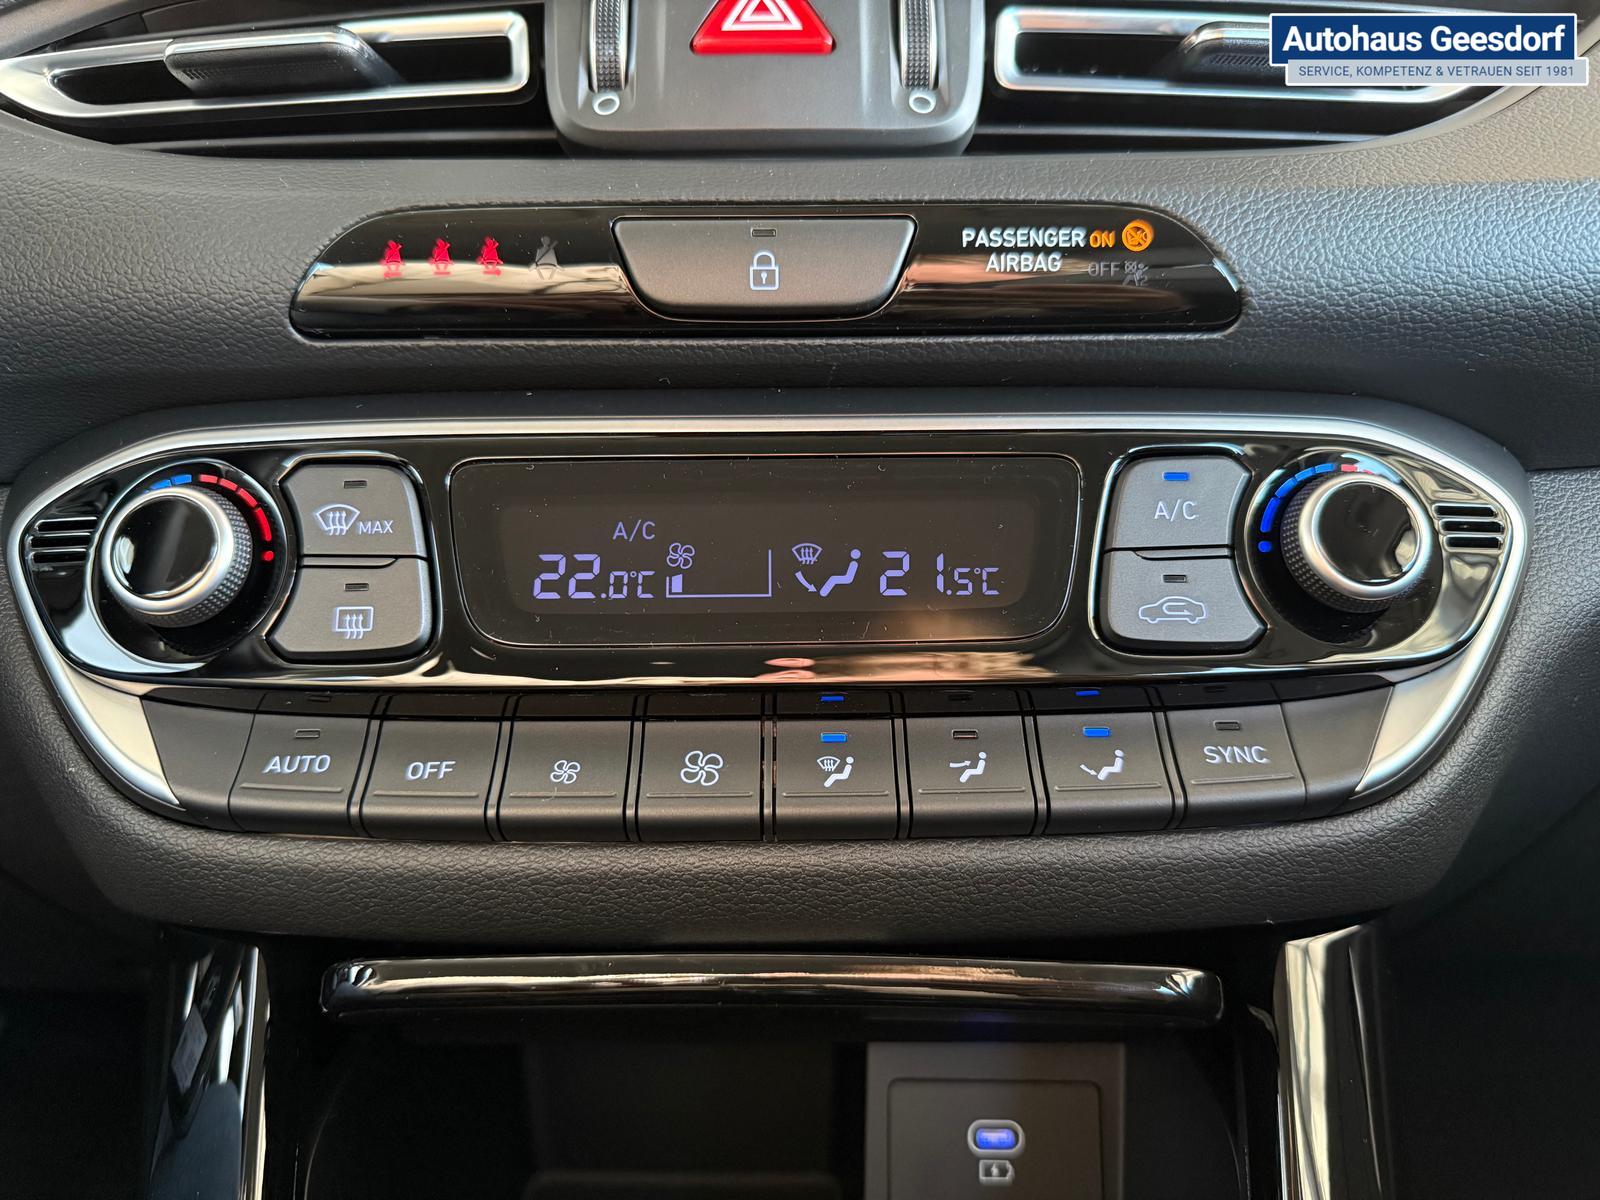 Autohaus Geesdorf
SERVICE, KOMPETENZ & VETRAUEN SEIT 1981
PASSENGER ON
AIRBAG OFF
MAX
A/C
22.0°C
21.5°C
A/C
AUTO
OFF
SYNC